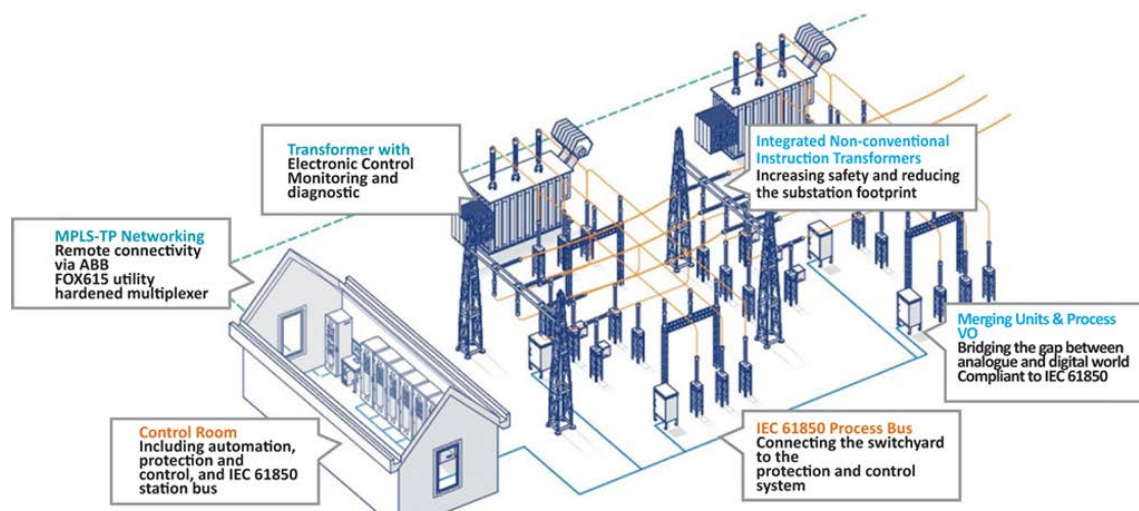 Transformer with
Electronic Control
Monitoring and
diagnostic
Integrated Non-conventional
Instruction Transformers
Increasing safety and reducing
the substation footprint
MPLS-TP Networking
Remote connectivity
via ABB
FOX615 utility
hardened multiplexer
Merging Units & Process
VO
Bridging the gap between
analogue and digital world
Compliant to IEC 61850
Control Room
Including automation,
protection and
control, and IEC 61850
station bus
IEC 61850 Process Bus
Connecting the switchyard
to the
protection and control
system